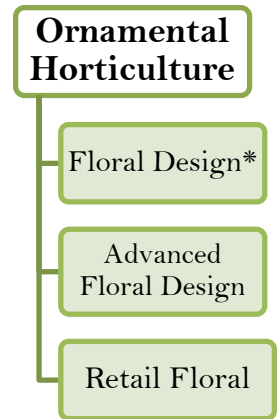 Ornamental
Horticulture
Floral Design*
Advanced
Floral Design
Retail Floral